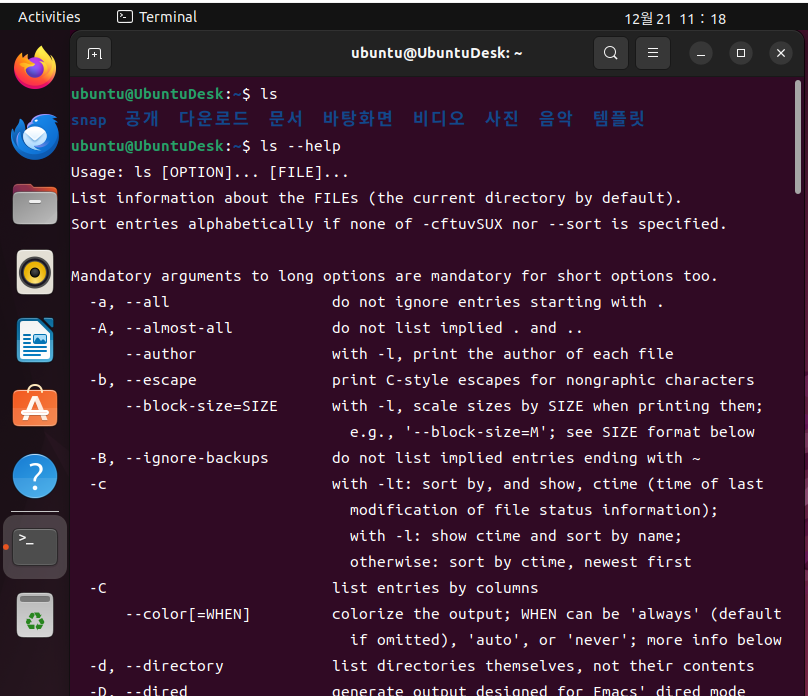 Activities Terminal 12월 21 11 : 18
ubuntu@UbuntuDesk: ~
ubuntu@UbuntuDesk:~$ ls
snap 공개 다운로드 문서 바탕화면 비디오 사진 음악 템플릿
ubuntu@UbuntuDesk:~$ ls --help
Usage: ls [OPTION]... [FILE]...
List information about the FILEs (the current directory by default).
Sort entries alphabetically if none of -cftuvSUX nor --sort is specified.
Mandatory arguments to long options are mandatory for short options too.
-a, --all do not ignore entries starting with .
-A, --almost-all do not list implied . and ..
--author with -l, print the author of each file
-b, --escape print C-style escapes for nongraphic characters
--block-size=SIZE with -l, scale sizes by SIZE when printing them;
e.g., '--block-size=M'; see SIZE format below
-B, --ignore-backups do not list implied entries ending with ~
-c with -lt: sort by, and show, ctime (time of last
modification of file status information);
with -l: show ctime and sort by name;
otherwise: sort by ctime, newest first
-C list entries by columns
--color[=WHEN] colorize the output; WHEN can be 'always' (default
if omitted), 'auto', or 'never'; more info below
-d, --directory list directories themselves, not their contents
-D, --dired generate output designed for Emacs' dired mode